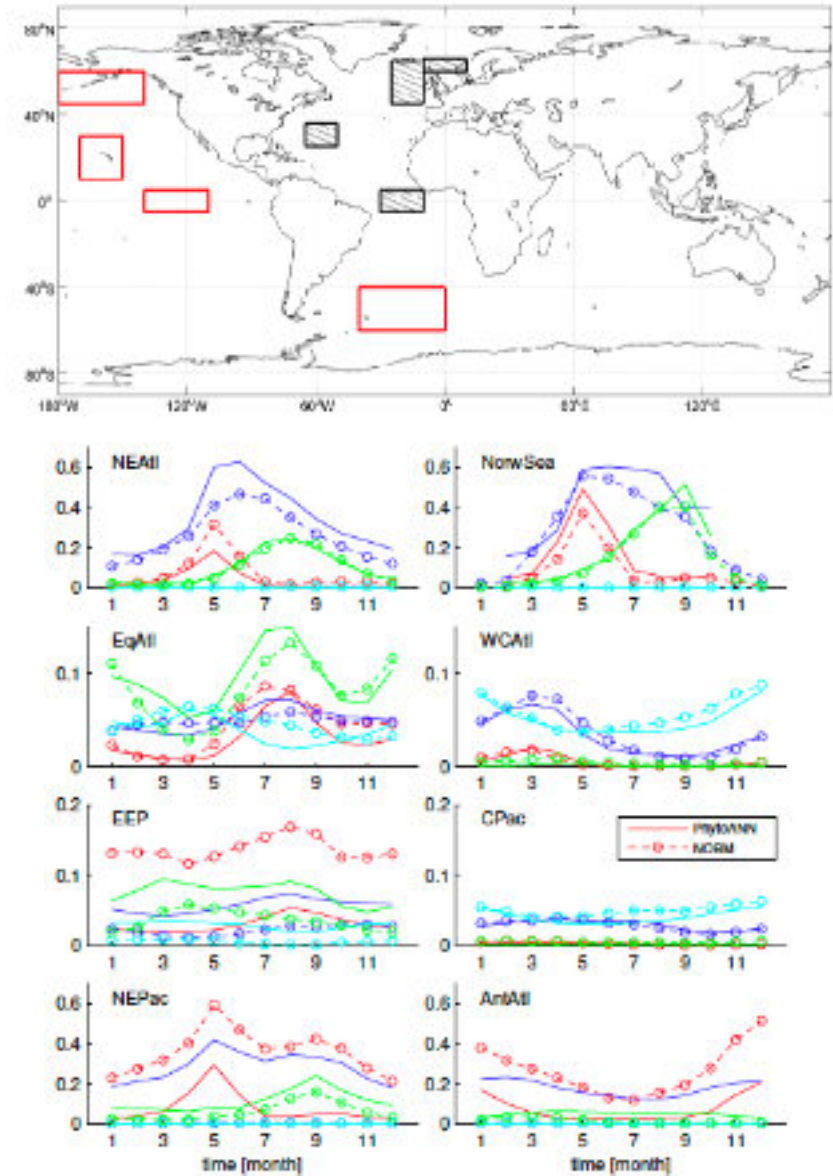 80°N
40°N
0°
40°S
80°S
180°W 120°W 60°W 0° 60°E 120°E
NEAtl
0.6
0.4
0.2
0
1 3 5 7 9 11
NorwSea
0.6
0.4
0.2
0
1 3 5 7 9 11
EqAtl
0.1
0
1 3 5 7 9 11
WCAtl
0.1
0
1 3 5 7 9 11
EEP
0.2
0.1
0
1 3 5 7 9 11
CPac
0.2
0.1
0
PhytoANN
NOBM
1 3 5 7 9 11
NEPac
0.6
0.4
0.2
0
1 3 5 7 9 11
time [month]
AntAtl
0.6
0.4
0.2
0
1 3 5 7 9 11
time [month]